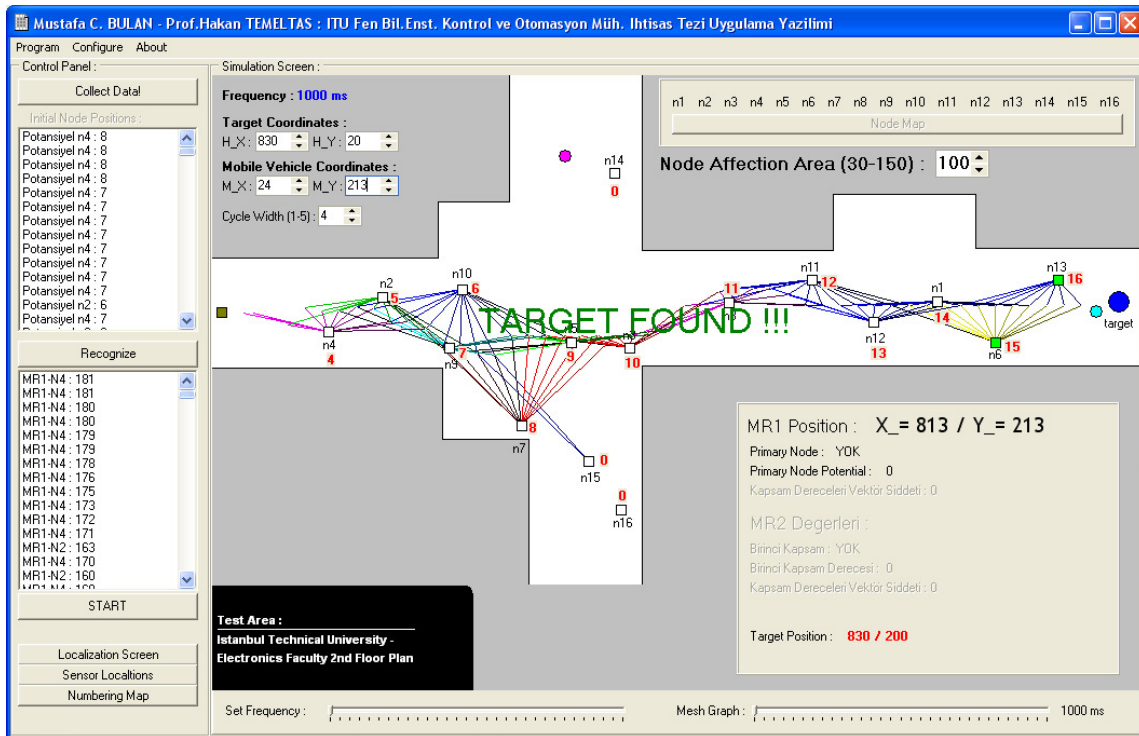 Mustafa C. BULAN - Prof.Hakan TEMELTAS : ITU Fen Bil.Enst. Kontrol ve Otomasyon Müh. Ihtisas Tezi Uygulama Yazilimi
Program Configure About
Control Panel :
Collect Data!
Initial Node Positions :
Potansiyel n4 : 8
Potansiyel n4 : 8
Potansiyel n4 : 8
Potansiyel n4 : 8
Potansiyel n4 : 7
Potansiyel n4 : 7
Potansiyel n4 : 7
Potansiyel n4 : 7
Potansiyel n4 : 7
Potansiyel n4 : 7
Potansiyel n4 : 7
Potansiyel n2 : 6
Potansiyel n4 : 7
Recognize
MR1-N4 : 181
MR1-N4 : 181
MR1-N4 : 180
MR1-N4 : 180
MR1-N4 : 179
MR1-N4 : 179
MR1-N4 : 178
MR1-N4 : 176
MR1-N4 : 175
MR1-N4 : 173
MR1-N4 : 172
MR1-N4 : 171
MR1-N2 : 163
MR1-N4 : 170
MR1-N2 : 160
START
Localization Screen
Sensor Localtions
Numbering Map
Simulation Screen :
Frequency : 1000 ms
Target Coordinates :
H_X : 830 H_Y : 20
Mobile Vehicle Coordinates :
M_X : 24 M_Y : 213
Cycle Width (1-5) : 4
n1 n2 n3 n4 n5 n6 n7 n8 n9 n10 n11 n12 n13 n14 n15 n16
Node Map
Node Affection Area (30-150) : 100
n14
0
n2
5
n10
6
n11
12
n13
16
n4
4
n9
7
TARGET FOUND !!!
9
10
11
n12
13
n1
14
n6
15
target
n7
8
n15
0
n16
0
MR1 Position : X_= 813 / Y_= 213
Primary Node : YOK
Primary Node Potential : 0
Kapsam Dereceleri Vektör Siddeti : 0
MR2 Degerleri :
Birinci Kapsam : YOK
Birinci Kapsam Derecesi : 0
Kapsam Dereceleri Vektör Siddeti : 0
Target Position : 830 / 200
Test Area :
Istanbul Technical University -
Electronics Faculty 2nd Floor Plan
Set Frequency :
Mesh Graph : 1000 ms